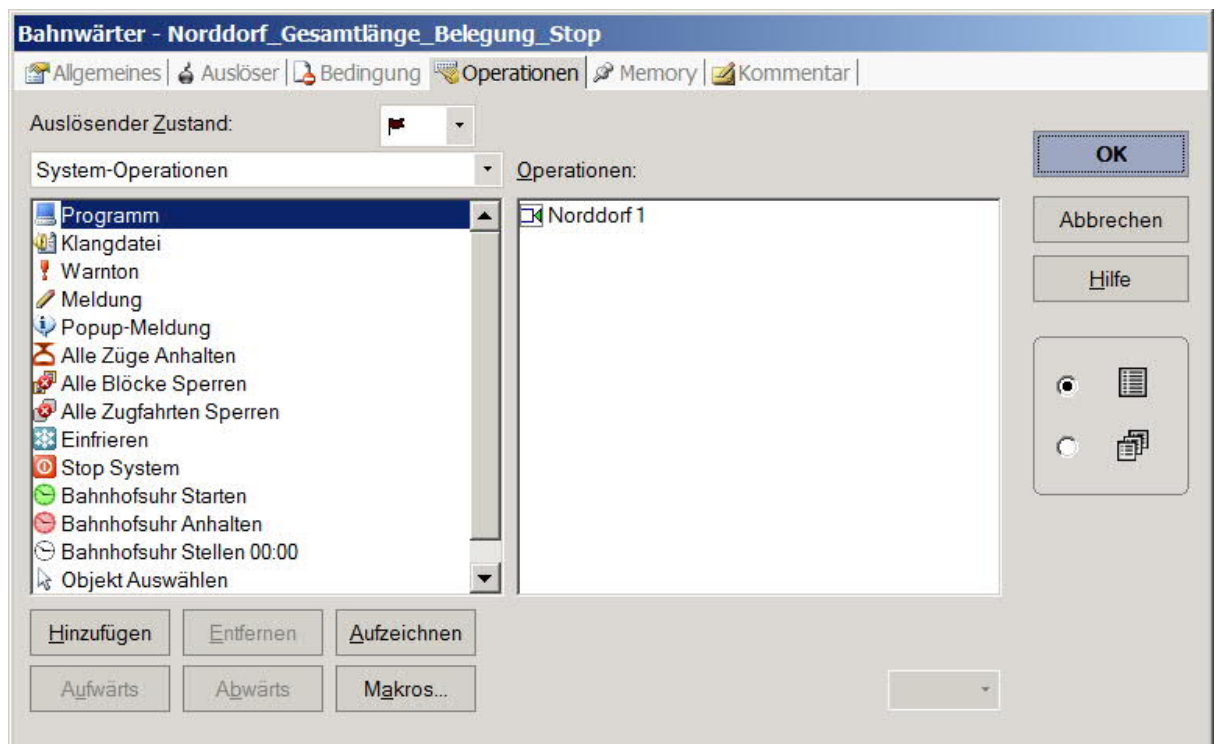 Bahnwärter - Norddorf_Gesamtlänge_Belegung_Stop
Allgemeines Auslöser Bedingung Operationen Memory Kommentar
Auslösender Zustand:
System-Operationen
Operationen:
Programm
Klangdatei
Warnton
Meldung
Popup-Meldung
Alle Züge Anhalten
Alle Blöcke Sperren
Alle Zugfahrten Sperren
Einfrieren
Stop System
Bahnhofsuhr Starten
Bahnhofsuhr Anhalten
Bahnhofsuhr Stellen 00:00
Objekt Auswählen
Norddorf 1
OK
Abbrechen
Hilfe
Hinzufügen Entfernen Aufzeichnen
Aufwärts Abwärts Makros...